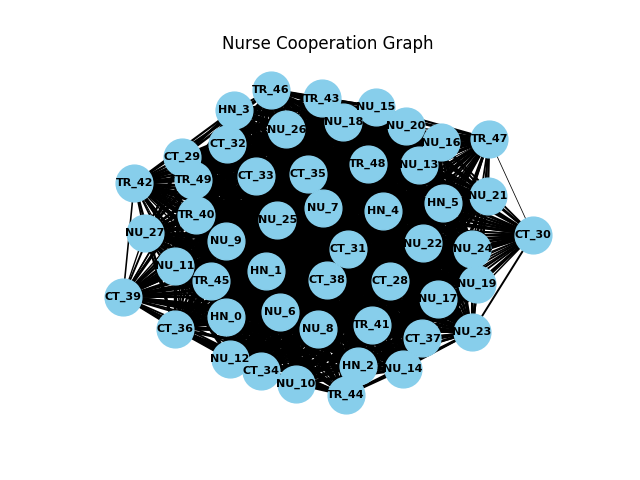 Nurse Cooperation Graph
TR_46
TR_43
HN_3
NU_15
NU_18
NU_20
NU_26
TR_47
CT_32
NU_16
CT_29
TR_48
NU_13
CT_35
CT_33
TR_49
TR_42
NU_21
HN_5
NU_7
HN_4
TR_40
NU_25
NU_27
CT_30
NU_9
NU_22
CT_31
NU_24
NU_11
HN_1
CT_38
TR_45
CT_28
NU_19
CT_39
NU_17
NU_6
HN_0
TR_41
CT_36
NU_8
NU_23
CT_37
NU_12
HN_2
NU_14
CT_34
NU_10
TR_44